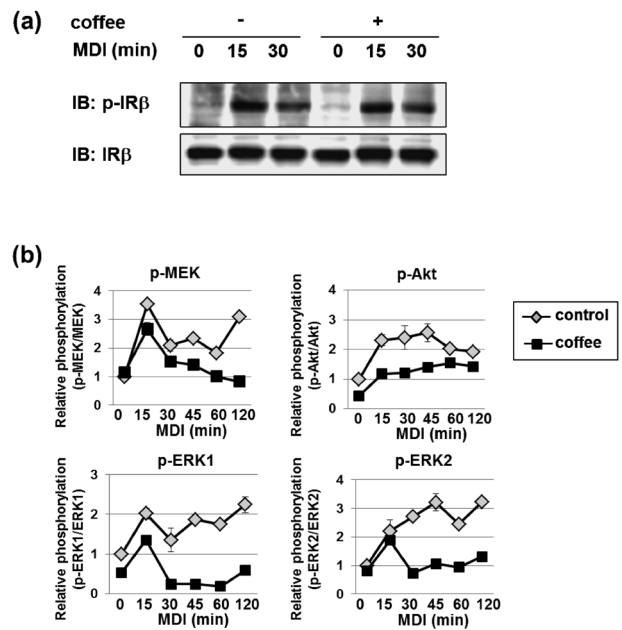 (a)
coffee - +
MDI (min) 0 15 30 0 15 30
IB: p-IRβ
IB: IRβ
(b)
p-MEK
Relative phosphorylation
(p-MEK/MEK)
4
3
2
1
0
0 15 30 45 60 120
MDI (min)
p-Akt
Relative phosphorylation
(p-Akt/Akt)
4
3
2
1
0
0 15 30 45 60 120
MDI (min)
control
coffee
p-ERK1
Relative phosphorylation
(p-ERK1/ERK1)
3
2
1
0
0 15 30 45 60 120
MDI (min)
p-ERK2
Relative phosphorylation
(p-ERK2/ERK2)
4
3
2
1
0
0 15 30 45 60 120
MDI (min)